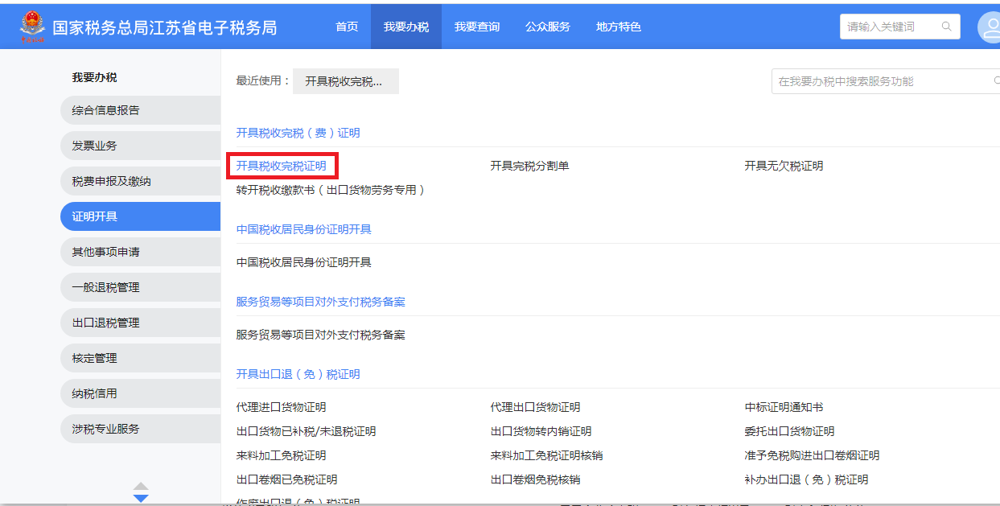 国家税务总局江苏省电子税务局 首页 我要办税 我要查询 公众服务 地方特色 请输入关键词
我要办税
综合信息报告
发票业务
税费申报及缴纳
证明开具
其他事项申请
一般退税管理
出口退税管理
核定管理
纳税信用
涉税专业服务
最近使用： 开具税收完税... 在我要办税中搜索服务功能
开具税收完税（费）证明
开具税收完税证明 开具完税分割单 开具无欠税证明
转开税收缴款书（出口货物劳务专用）
中国税收居民身份证明开具
中国税收居民身份证明开具
服务贸易等项目对外支付税务备案
服务贸易等项目对外支付税务备案
开具出口退（免）税证明
代理进口货物证明 代理出口货物证明 中标证明通知书
出口货物已补税/未退税证明 出口货物转内销证明 委托出口货物证明
来料加工免税证明 来料加工免税证明核销 准予免税购进出口卷烟证明
出口卷烟已免税证明 出口卷烟免税核销 补办出口退（免）税证明
作废出口退（免）税证明